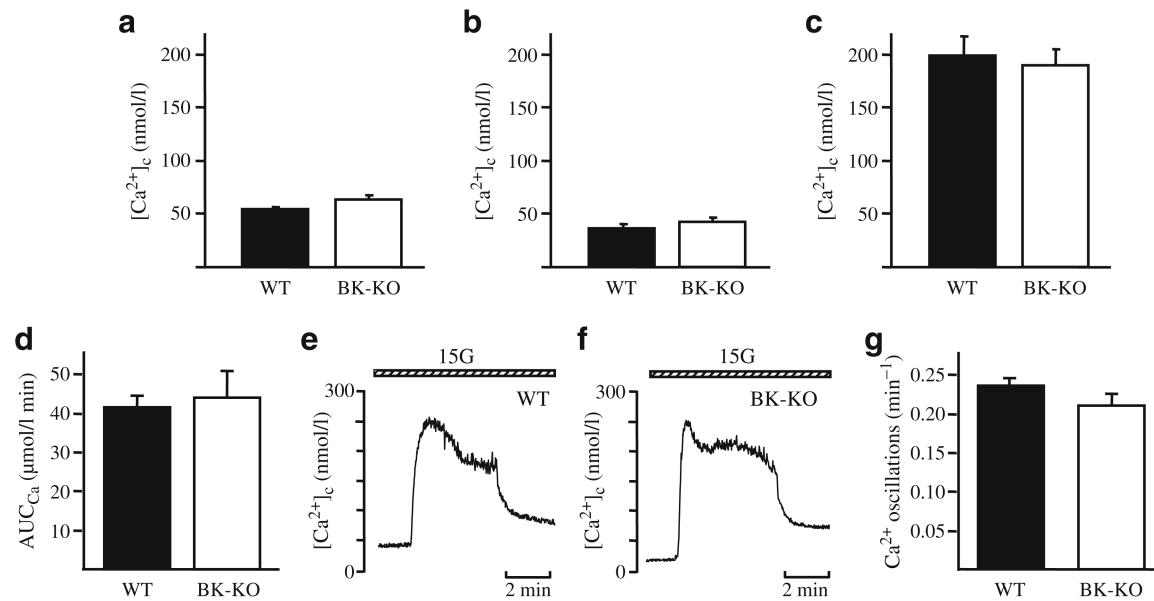 a
[Ca²⁺]c (nmol/l)
200
150
100
50
WT
BK-KO
b
[Ca²⁺]c (nmol/l)
200
150
100
50
WT
BK-KO
c
[Ca²⁺]c (nmol/l)
200
150
100
50
WT
BK-KO
d
AUCCa (μmol/l min)
50
40
30
20
10
WT
BK-KO
e
15G
WT
[Ca²⁺]c (nmol/l)
300
0
2 min
f
15G
BK-KO
[Ca²⁺]c (nmol/l)
300
0
2 min
g
Ca²⁺ oscillations (min⁻¹)
0.25
0.20
0.15
0.10
0.05
WT
BK-KO